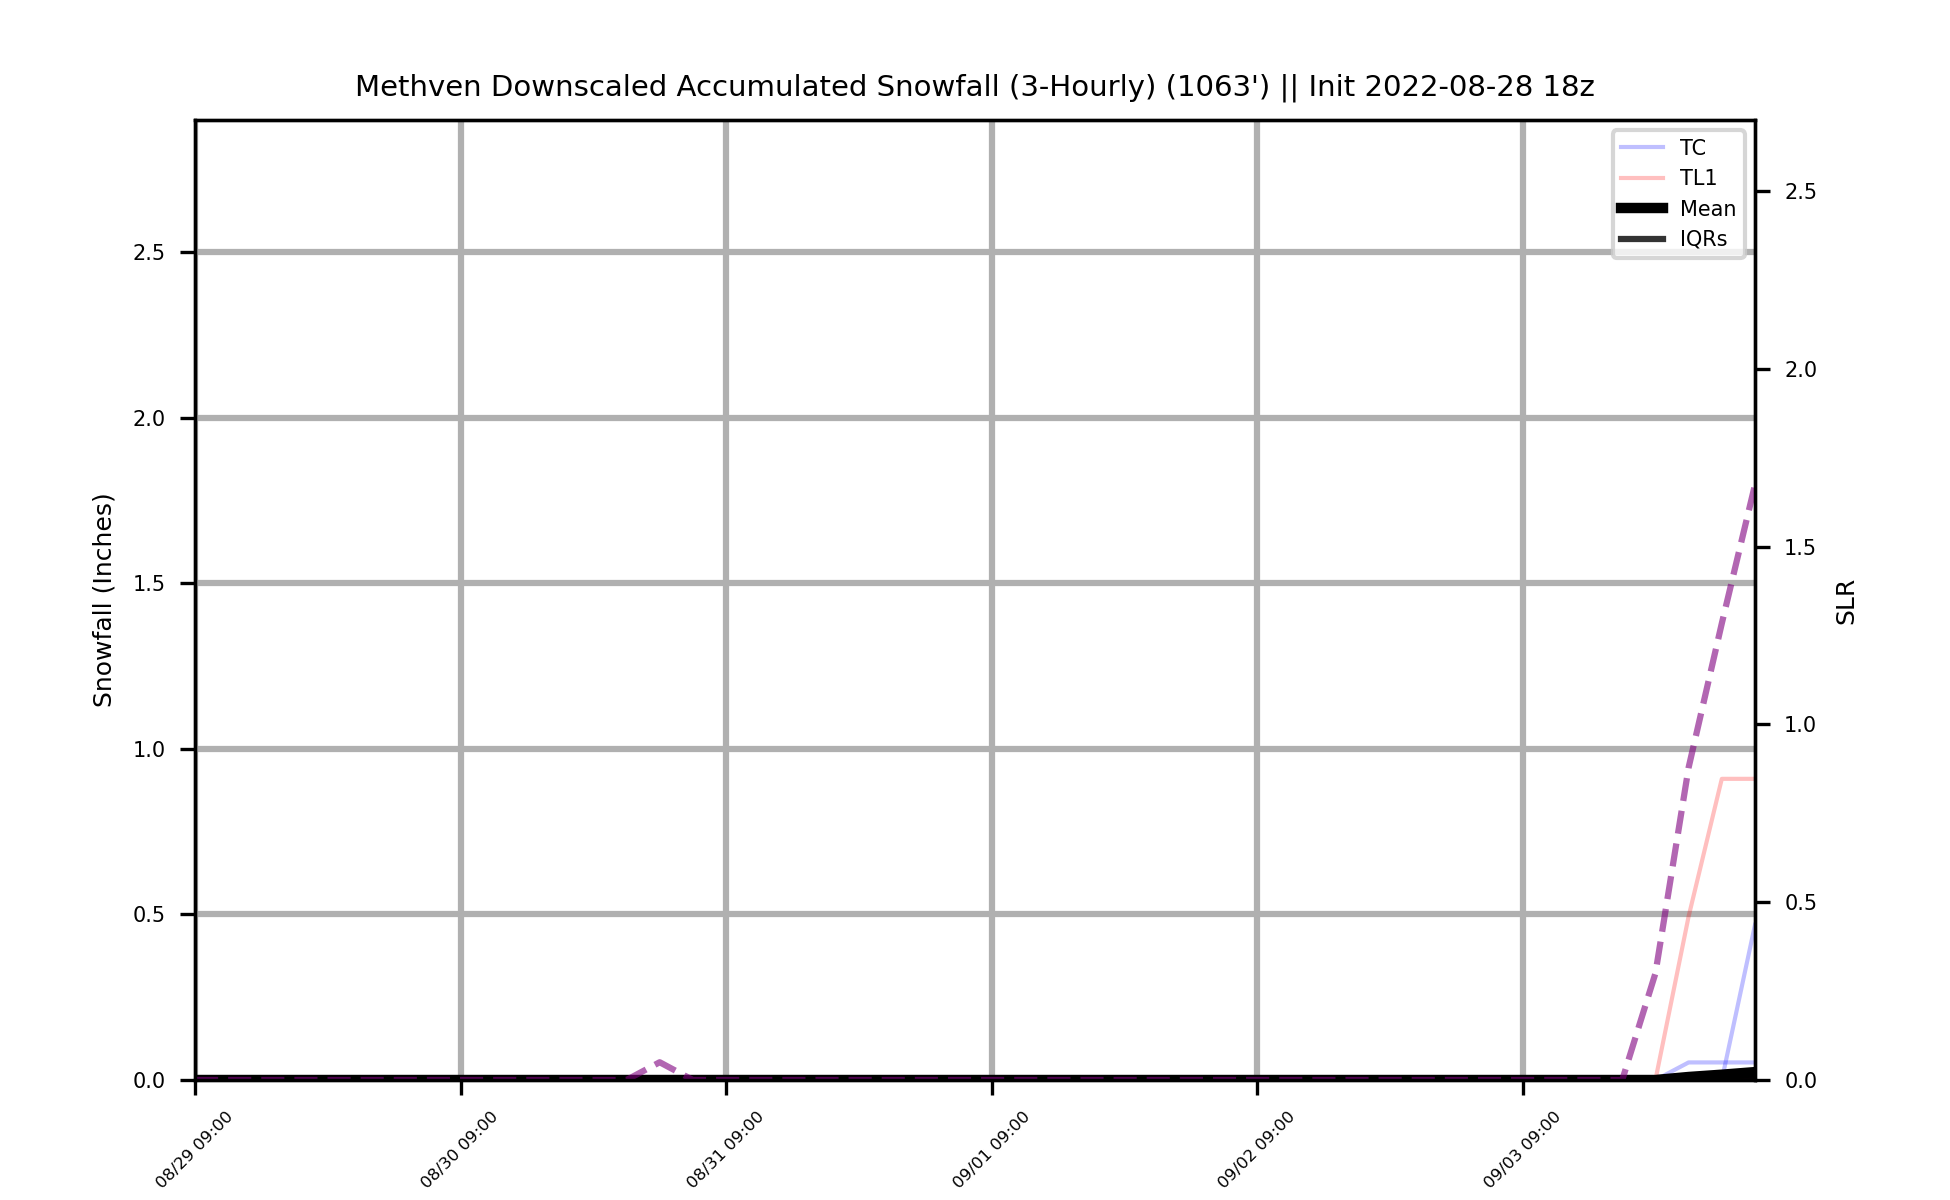 Methven Downscaled Accumulated Snowfall (3-Hourly) (1063') || Init 2022-08-28 18z
TC
TL1
Mean
IQRs
Snowfall (Inches)
2.5
2.0
1.5
1.0
0.5
0.0
2.5
2.0
1.5
1.0
0.5
0.0
SLR
08/29 09:00
08/30 09:00
08/31 09:00
09/01 09:00
09/02 09:00
09/03 09:00